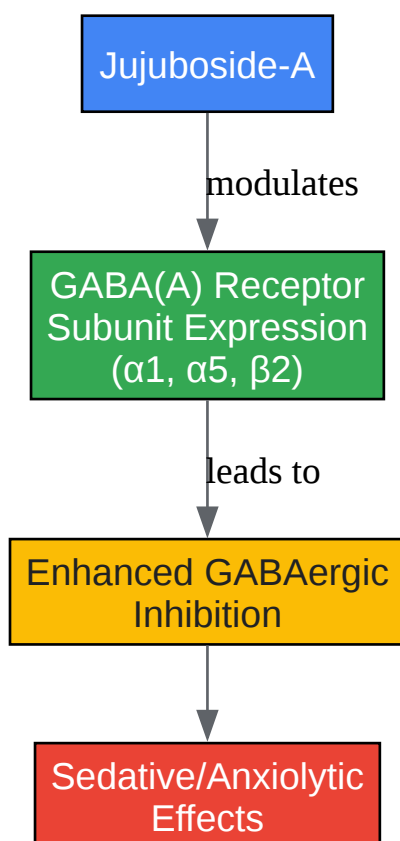 Jujuboside-A
modulates
GABA(A) Receptor
Subunit Expression
(α1, α5, β2)
leads to
Enhanced GABAergic
Inhibition
Sedative/Anxiolytic
Effects